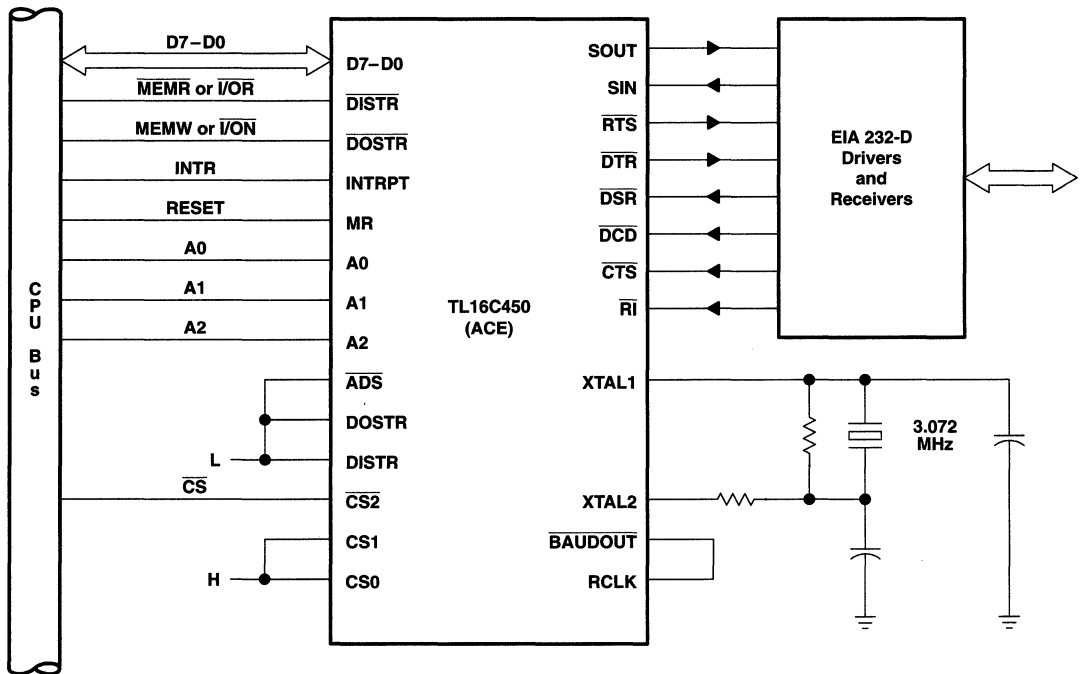 CPU Bus
D7–D0
MEMR or I/OR
MEMW or I/ON
INTR
RESET
A0
A1
A2
L
CS
H
D7–D0
DISTR
DOSTR
INTRPT
MR
A0
A1
A2
ADS
DOSTR
DISTR
CS2
CS1
CS0
TL16C450
(ACE)
SOUT
SIN
RTS
DTR
DSR
DCD
CTS
RI
XTAL1
XTAL2
BAUDOUT
RCLK
EIA 232-D
Drivers
and
Receivers
3.072
MHz